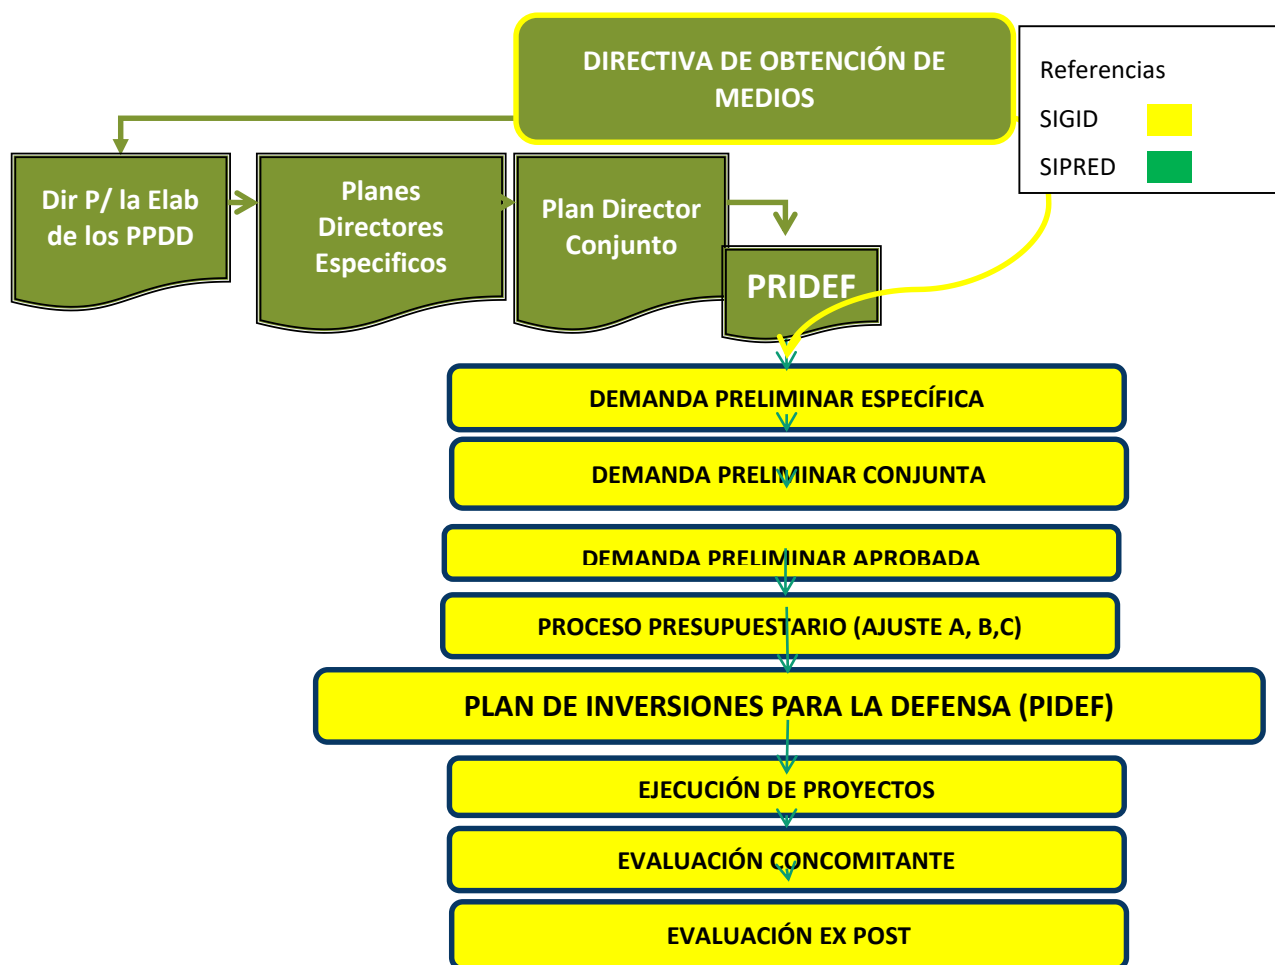 DIRECTIVA DE OBTENCIÓN DE
MEDIOS
Referencias
SIGID
SIPRED
Dir P/ la Elab
de los PPDD
Planes
Directores
Especificos
Plan Director
Conjunto
PRIDEF
DEMANDA PRELIMINAR ESPECÍFICA
DEMANDA PRELIMINAR CONJUNTA
DEMANDA PRELIMINAR APROBADA
PROCESO PRESUPUESTARIO (AJUSTE A, B,C)
PLAN DE INVERSIONES PARA LA DEFENSA (PIDEF)
EJECUCIÓN DE PROYECTOS
EVALUACIÓN CONCOMITANTE
EVALUACIÓN EX POST